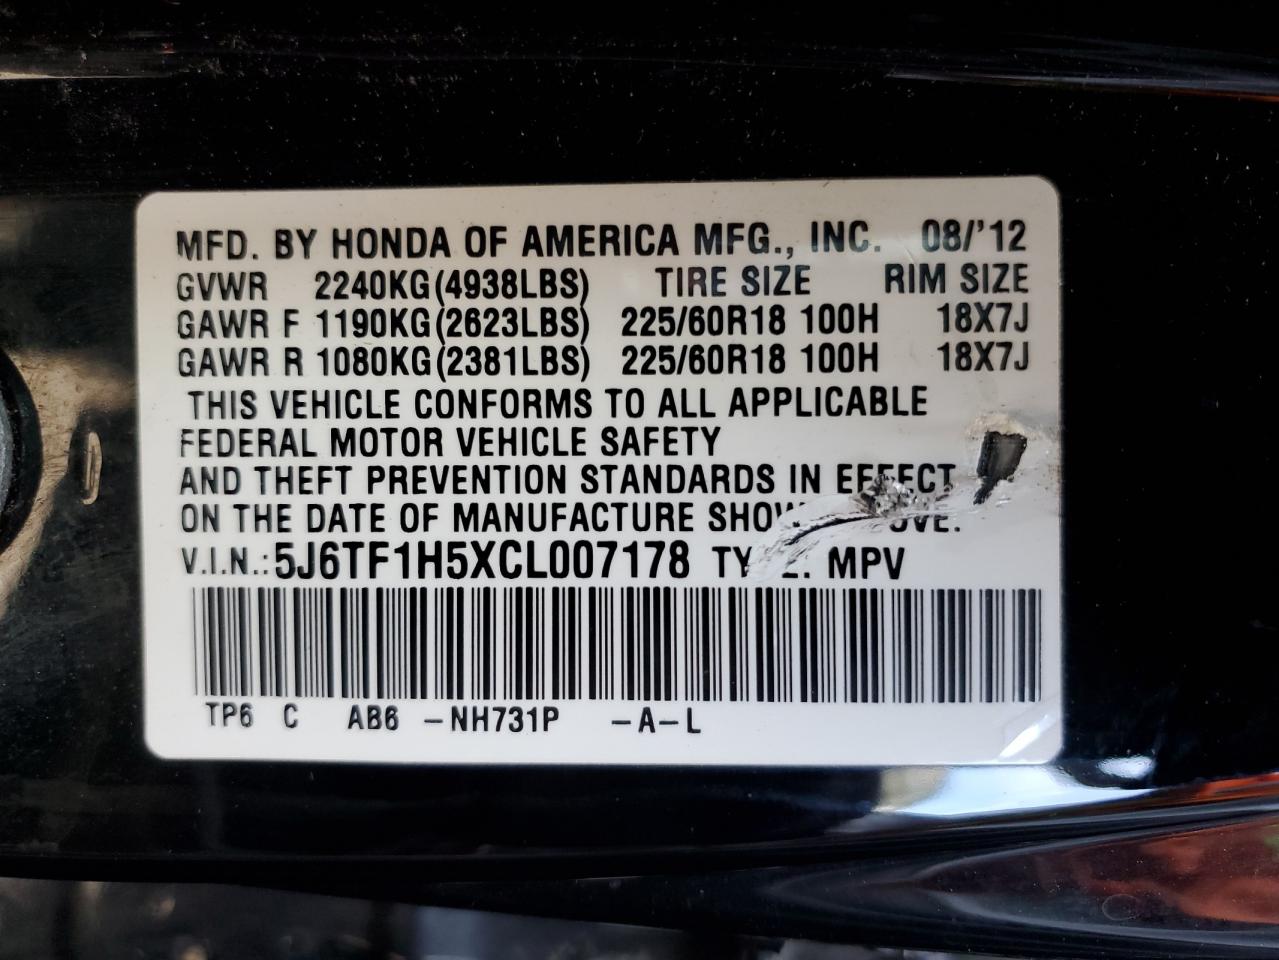 MFD. BY HONDA OF AMERICA MFG., INC. 08/'12
GVWR 2240KG(4938LBS) TIRE SIZE RIM SIZE
GAWR F 1190KG(2623LBS) 225/60R18 100H 18X7J
GAWR R 1080KG(2381LBS) 225/60R18 100H 18X7J
THIS VEHICLE CONFORMS TO ALL APPLICABLE
FEDERAL MOTOR VEHICLE SAFETY
AND THEFT PREVENTION STANDARDS IN EFFECT
ON THE DATE OF MANUFACTURE
V.I.N.: 5J6TF1H5XCL007178 MPV
TP6 C AB6 -NH731P -A-L